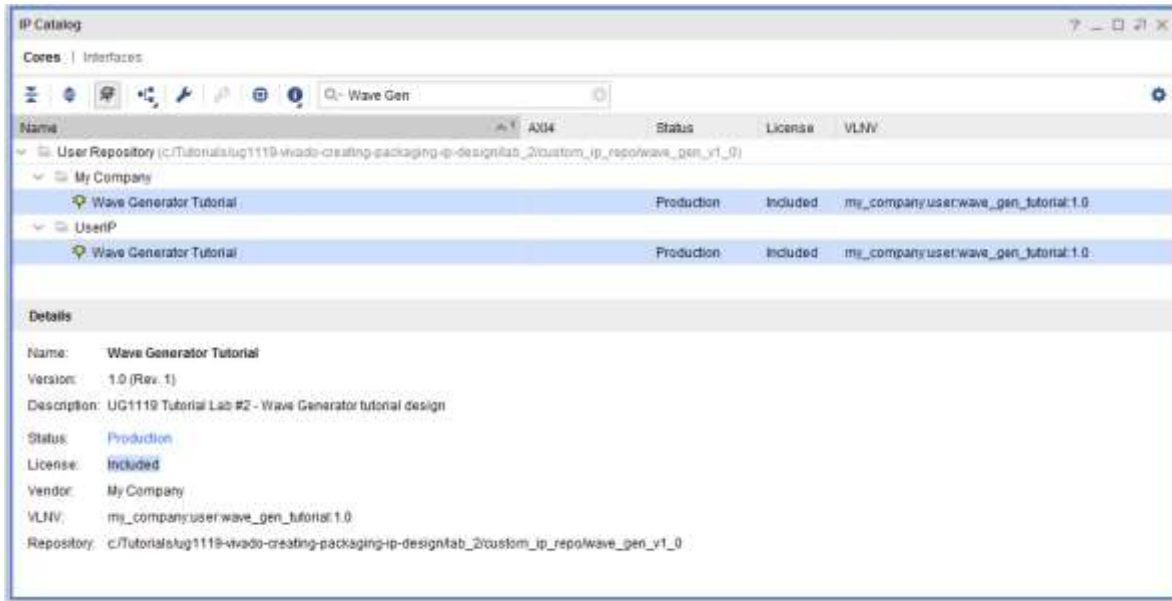 IP Catalog
Cores | Interfaces
Wave Gen
Name AXI4 Status License VLNV
User Repository (c:/Tutorials/ug1119-vivado-creating-packaging-ip-design/lab_2/custom_ip_repo/wave_gen_v1_0)
My Company
Wave Generator Tutorial Production Included my_company:user:wave_gen_tutorial:1.0
UserIP
Wave Generator Tutorial Production Included my_company:user:wave_gen_tutorial:1.0
Details
Name: Wave Generator Tutorial
Version: 1.0 (Rev. 1)
Description: UG1119 Tutorial Lab #2 - Wave Generator tutorial design
Status: Production
License: Included
Vendor: My Company
VLNV: my_company:user:wave_gen_tutorial:1.0
Repository: c:/Tutorials/ug1119-vivado-creating-packaging-ip-design/lab_2/custom_ip_repo/wave_gen_v1_0